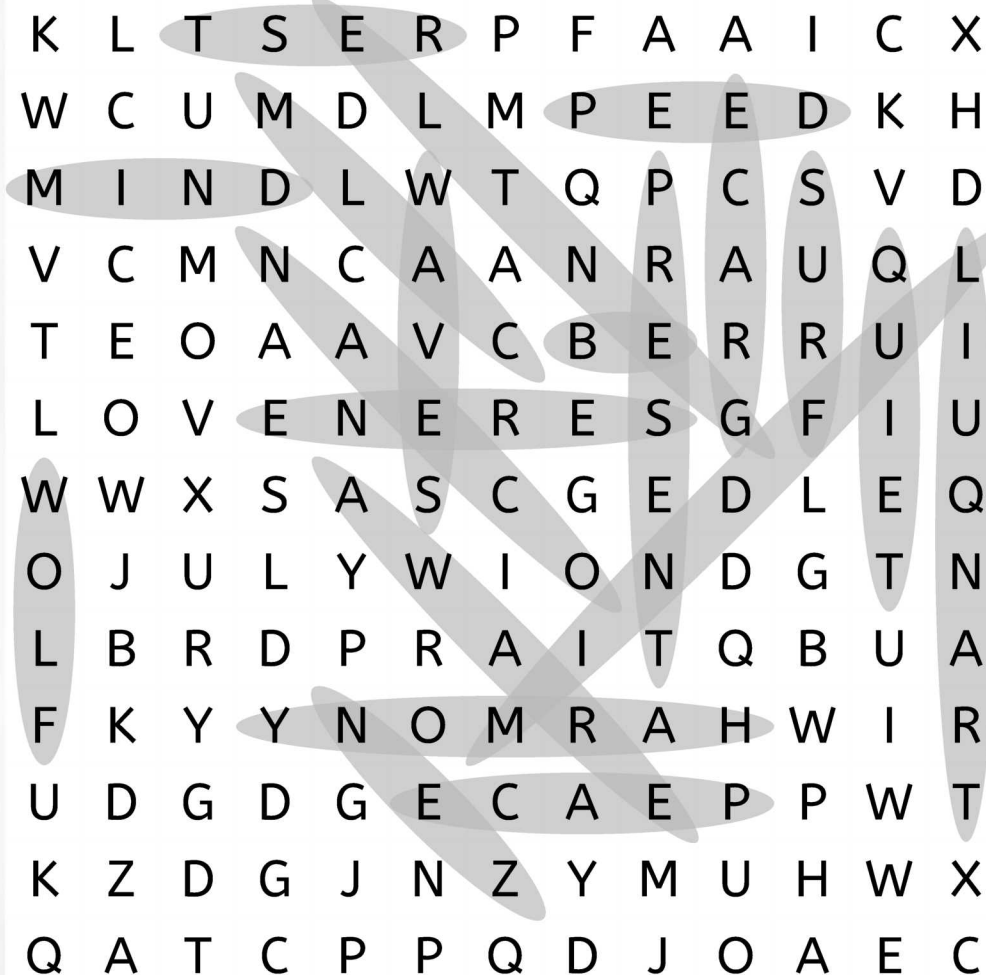 K L T S E R P F A A I C X
W C U M D L M P E E D K H
M I N D L W T Q P C S V D
V C M N C A A N R A U Q L
T E O A A V C B E R R U I
L O V E N E R E S G F I U
W W X S A S C G E D L E Q
O J U L Y W I O N D G T N
L B R D P R A I T Q B U A
F K Y Y N O M R A H W I R
U D G D G E C A E P P W T
K Z D G J N Z Y M U H W X
Q A T C P P Q D J O A E C